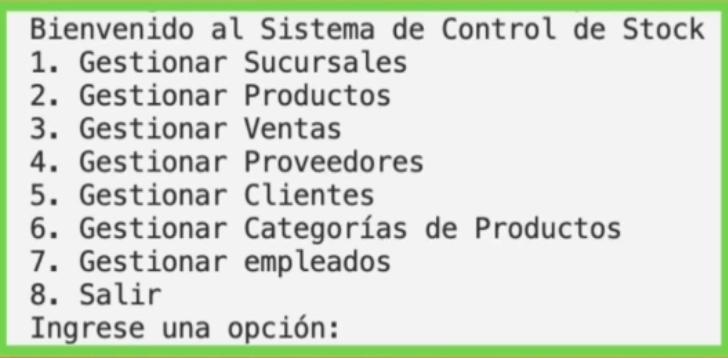 Bienvenido al Sistema de Control de Stock
1. Gestionar Sucursales
2. Gestionar Productos
3. Gestionar Ventas
4. Gestionar Proveedores
5. Gestionar Clientes
6. Gestionar Categorías de Productos
7. Gestionar empleados
8. Salir
Ingrese una opción: